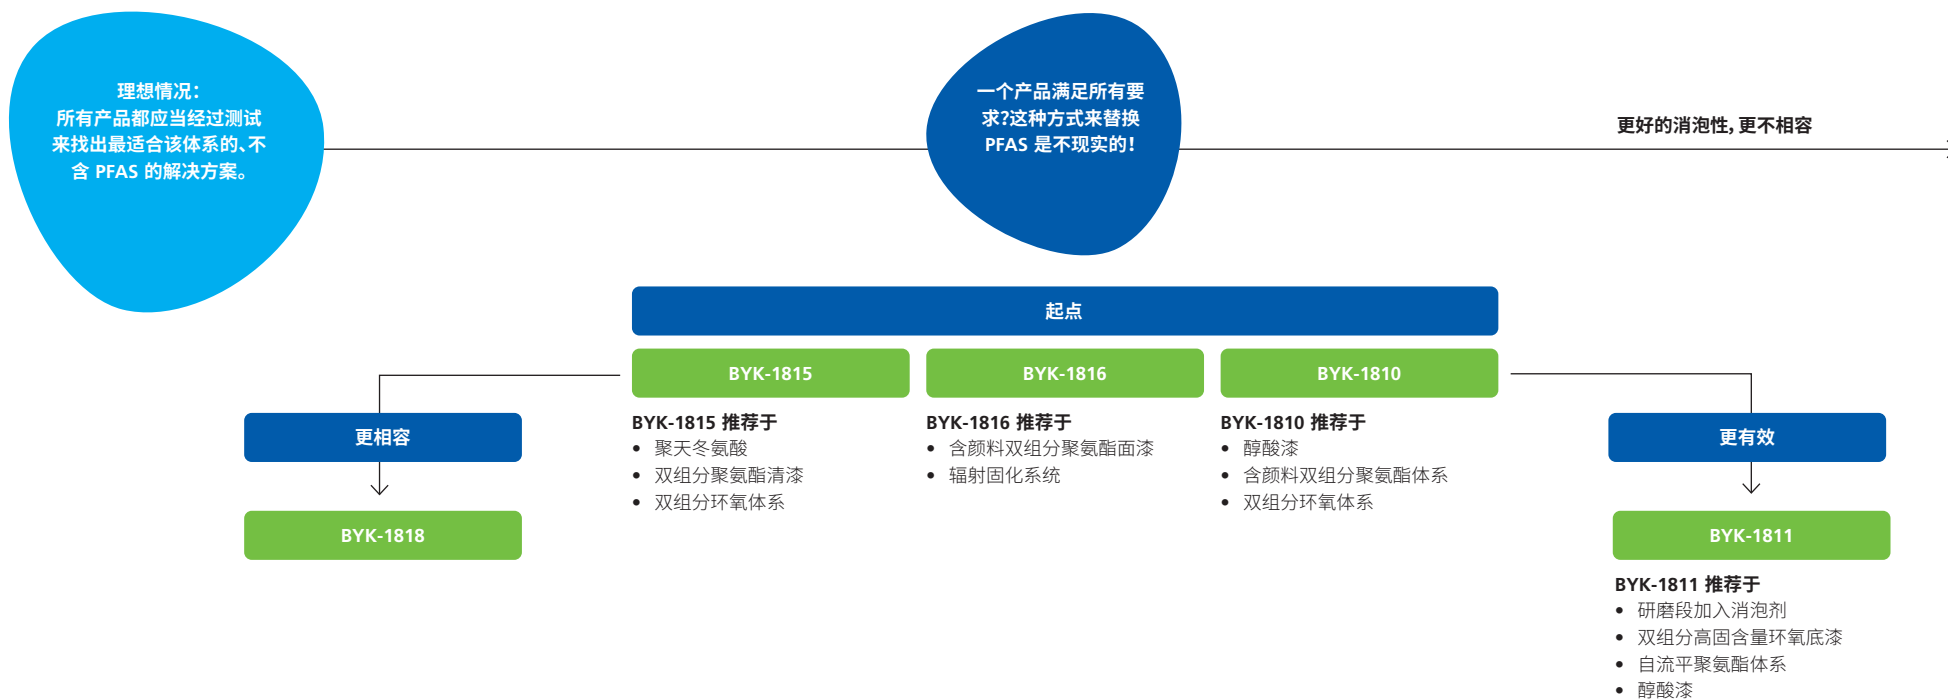 理想情况：
所有产品都应当经过测试
来找出最适合该体系的、不
含 PFAS 的解决方案。
一个产品满足所有要
求?这种方式来替换
PFAS 是不现实的！
更好的消泡性，更不相容
起点
BYK-1815
BYK-1816
BYK-1810
更相容
BYK-1818
BYK-1815 推荐于
• 聚天冬氨酸
• 双组分聚氨酯清漆
• 双组分环氧体系
BYK-1816 推荐于
• 含颜料双组分聚氨酯面漆
• 辐射固化系统
BYK-1810 推荐于
• 醇酸漆
• 含颜料双组分聚氨酯体系
• 双组分环氧体系
更有效
BYK-1811
BYK-1811 推荐于
• 研磨段加入消泡剂
• 双组分高固含量环氧底漆
• 自流平聚氨酯体系
• 醇酸漆